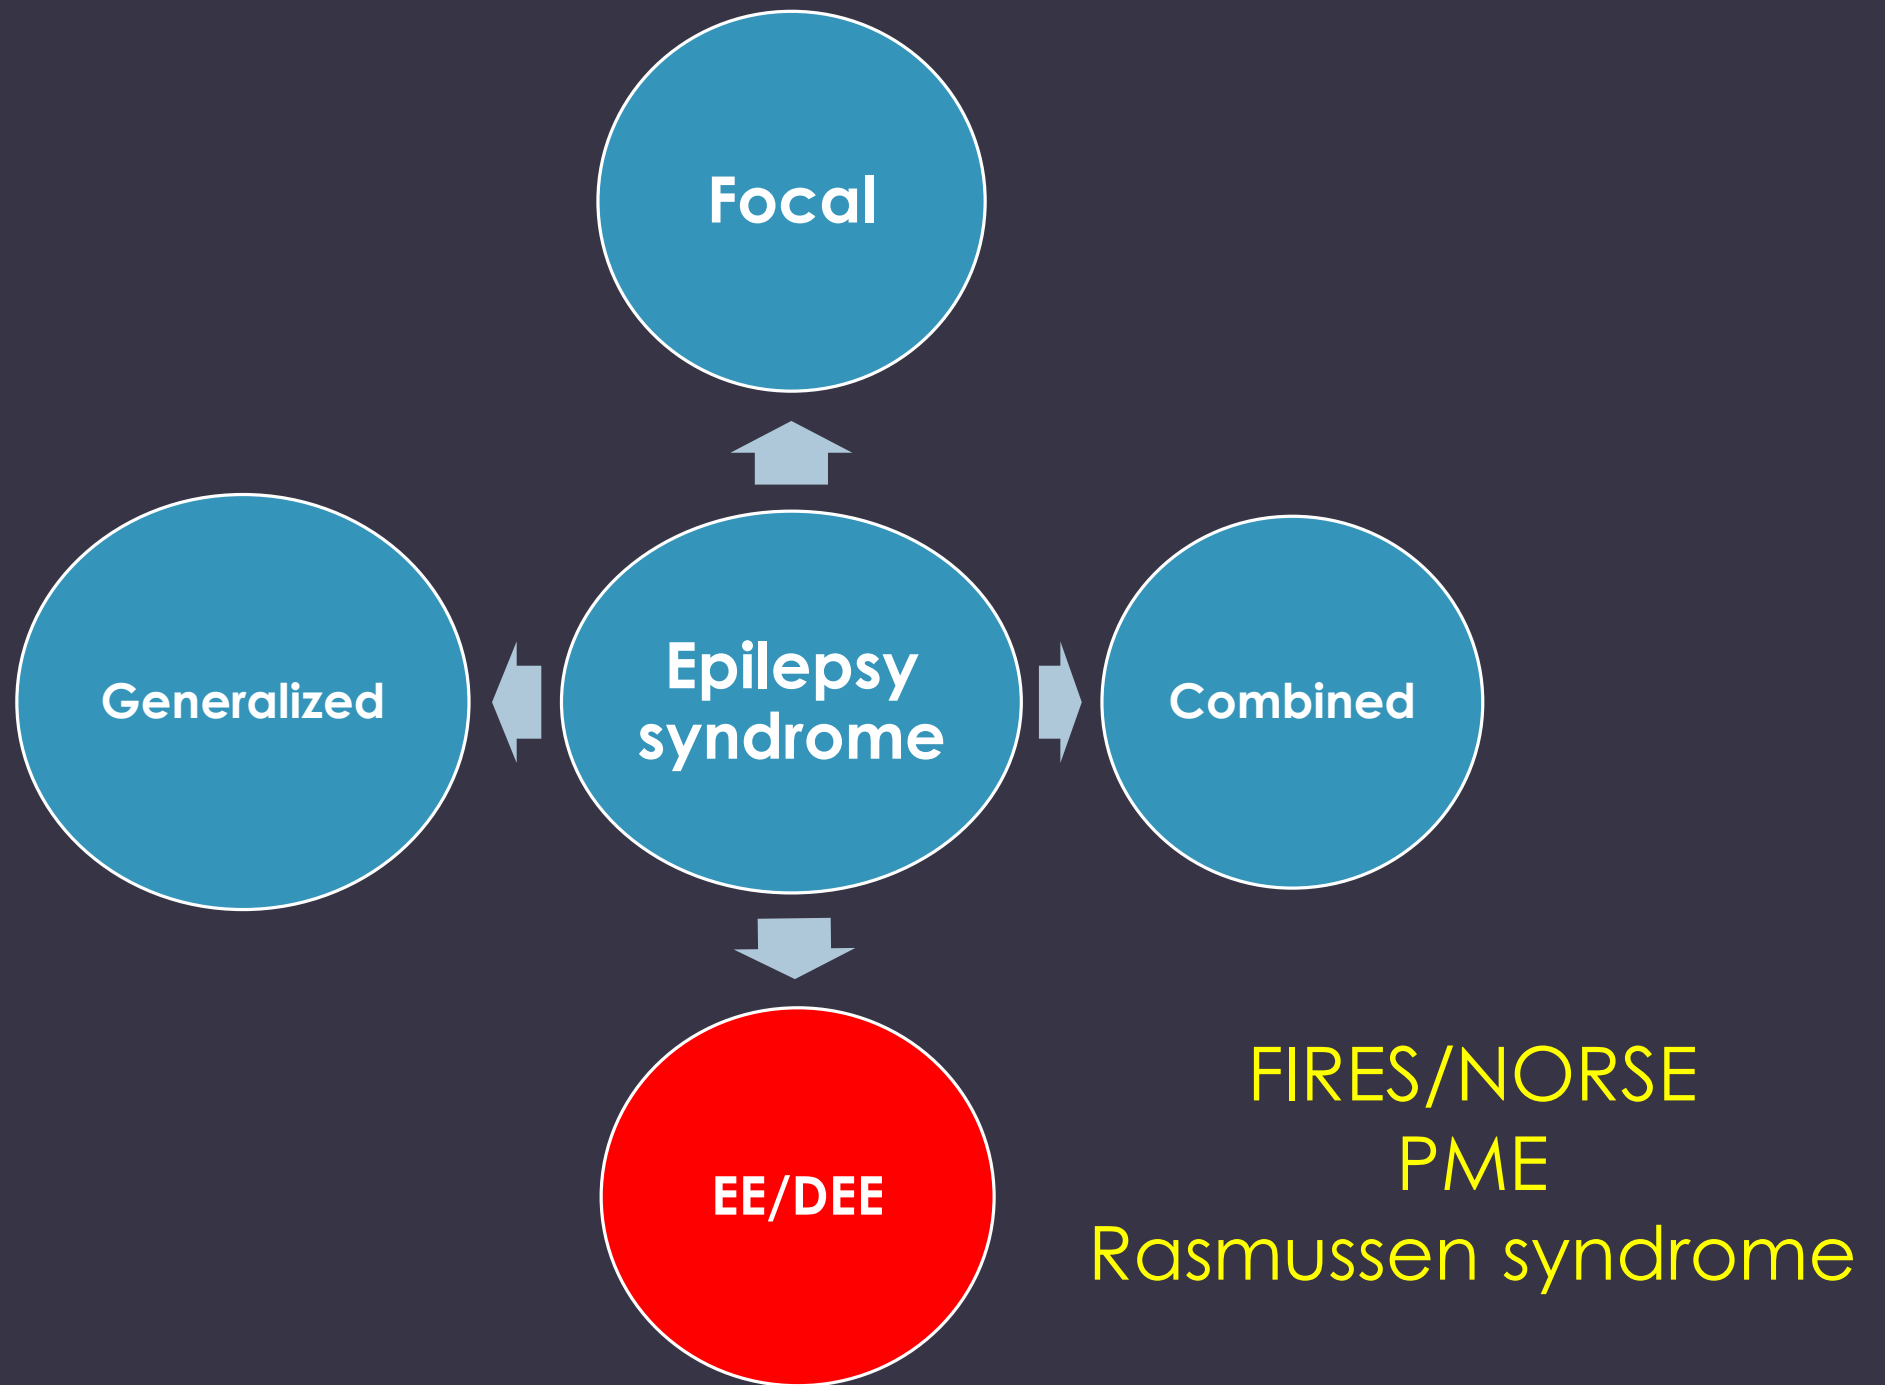 Focal
Generalized
Epilepsy
syndrome
Combined
EE/DEE
FIRES/NORSE
PME
Rasmussen syndrome